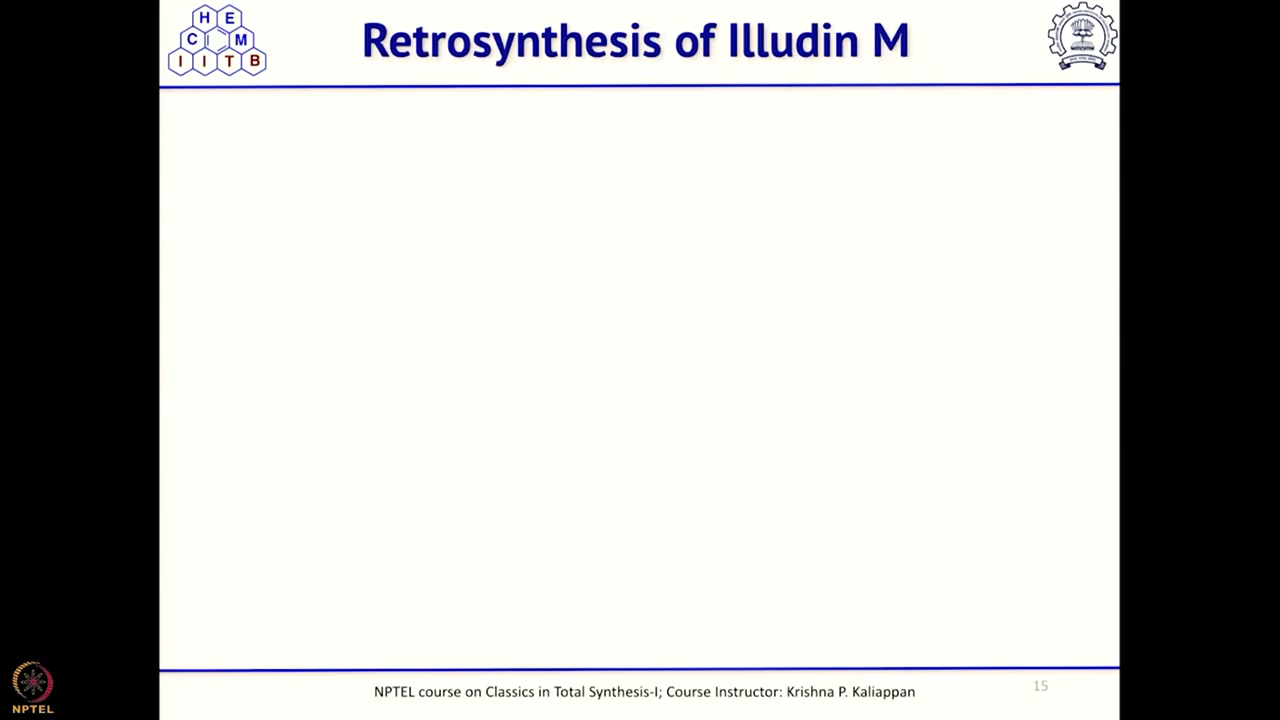 H E
C M
I I T B
Retrosynthesis of Illudin M
NPTEL course on Classics in Total Synthesis-I; Course Instructor: Krishna P. Kaliappan
15
NPTEL